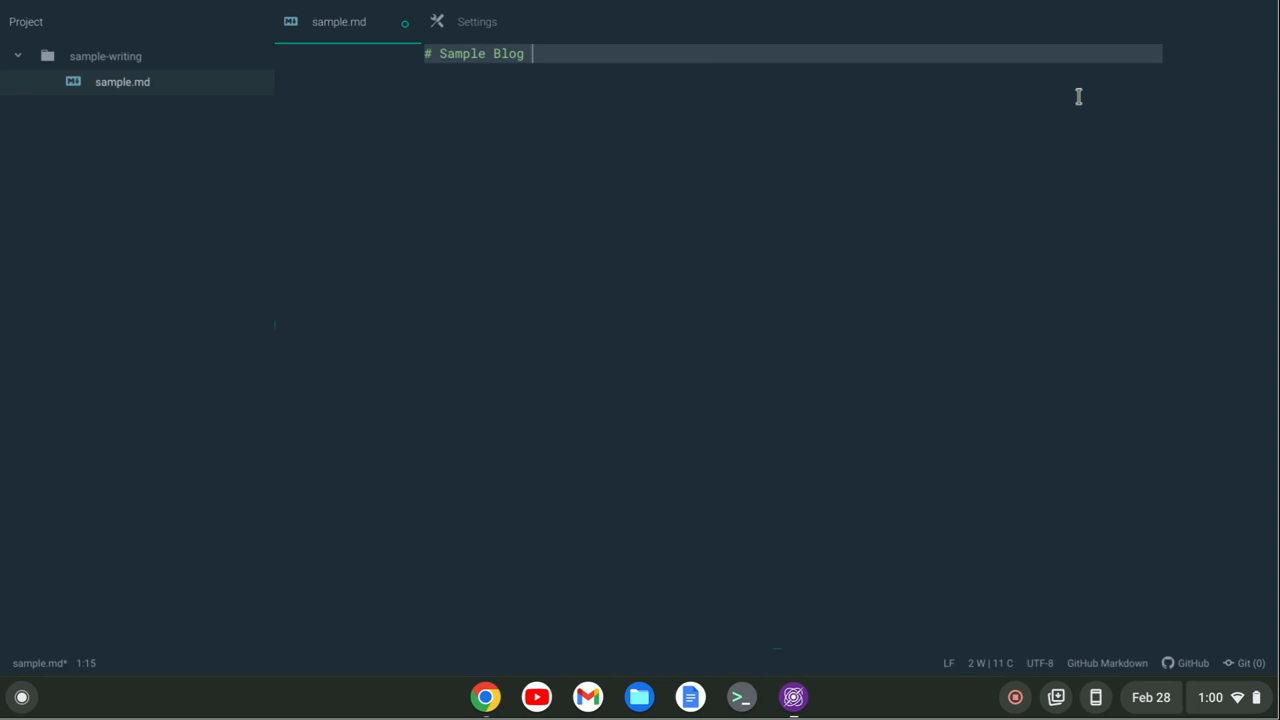 Project
sample.md
Settings
sample-writing
sample.md
# Sample Blog
sample.md* 1:15
LF 2 W | 11 C UTF-8 GitHub Markdown GitHub Git (0)
Feb 28 1:00